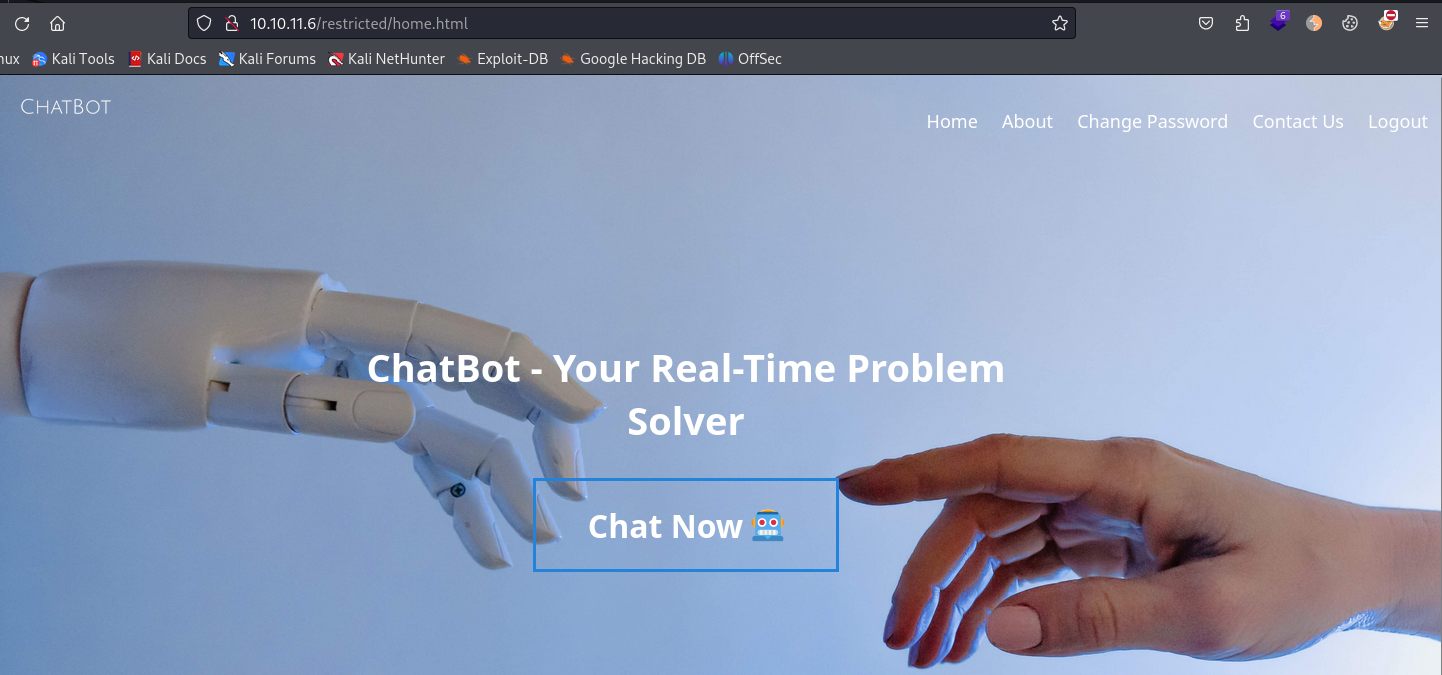 10.10.11.6/restricted/home.html
6
nux Kali Tools Kali Docs Kali Forums Kali NetHunter Exploit-DB Google Hacking DB OffSec
ChatBot
Home About Change Password Contact Us Logout
ChatBot - Your Real-Time Problem
Solver
Chat Now 🤖